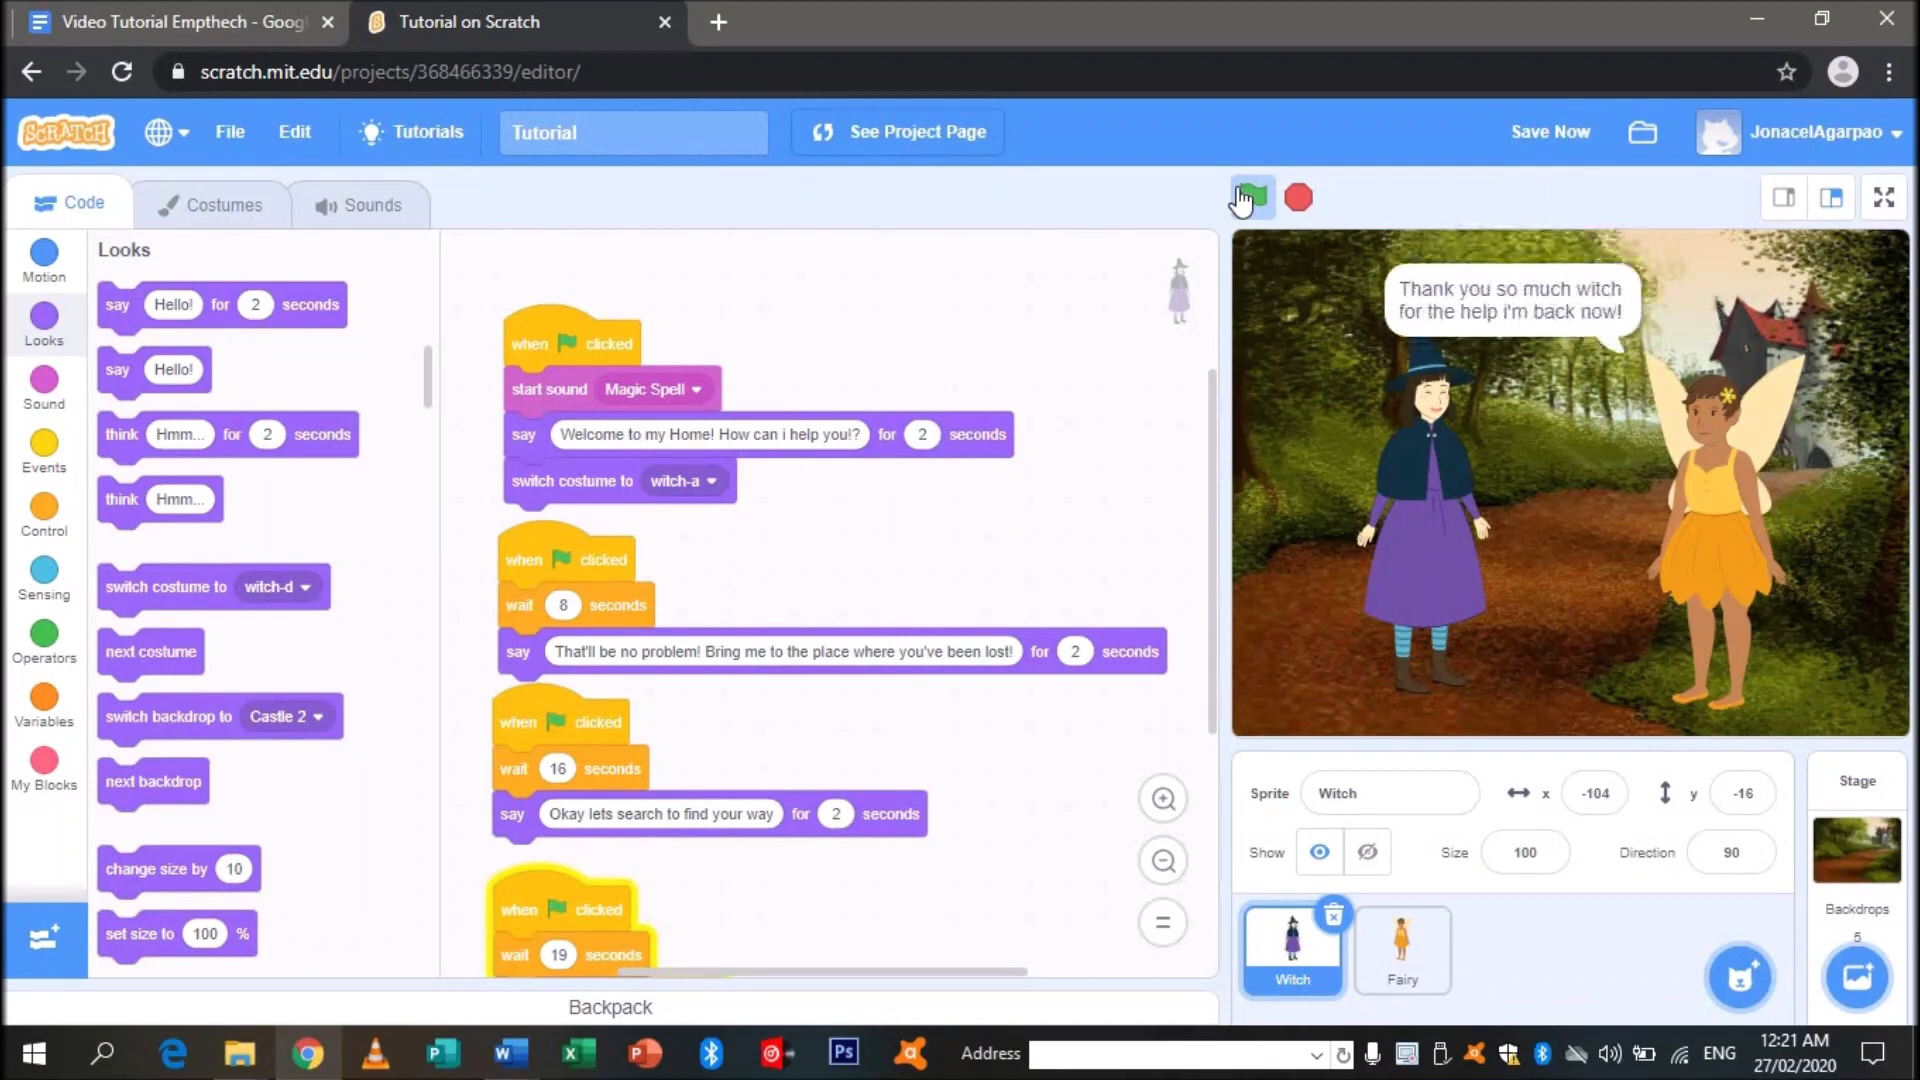 Video Tutorial Empthech - Goog
Tutorial on Scratch
scratch.mit.edu/projects/368466339/editor/
SCRATCH
File
Edit
Tutorials
Tutorial
See Project Page
Save Now
JonacelAgarpao
Code
Costumes
Sounds
Motion
Looks
Sound
Events
Control
Sensing
Operators
Variables
My Blocks
Looks
say Hello! for 2 seconds
say Hello!
think Hmm... for 2 seconds
think Hmm...
switch costume to witch-d
next costume
switch backdrop to Castle 2
next backdrop
change size by 10
set size to 100 %
when clicked
start sound Magic Spell
say Welcome to my Home! How can i help you!? for 2 seconds
switch costume to witch-a
when clicked
wait 8 seconds
say That'll be no problem! Bring me to the place where you've been lost! for 2 seconds
when clicked
wait 16 seconds
say Okay lets search to find your way for 2 seconds
when clicked
wait 19 seconds
Backpack
Thank you so much witch
for the help i'm back now!
Sprite Witch x -104 y -16
Show Size 100 Direction 90
Witch
Fairy
Stage
Backdrops
5
Address
Ps
ENG
12:21 AM
27/02/2020